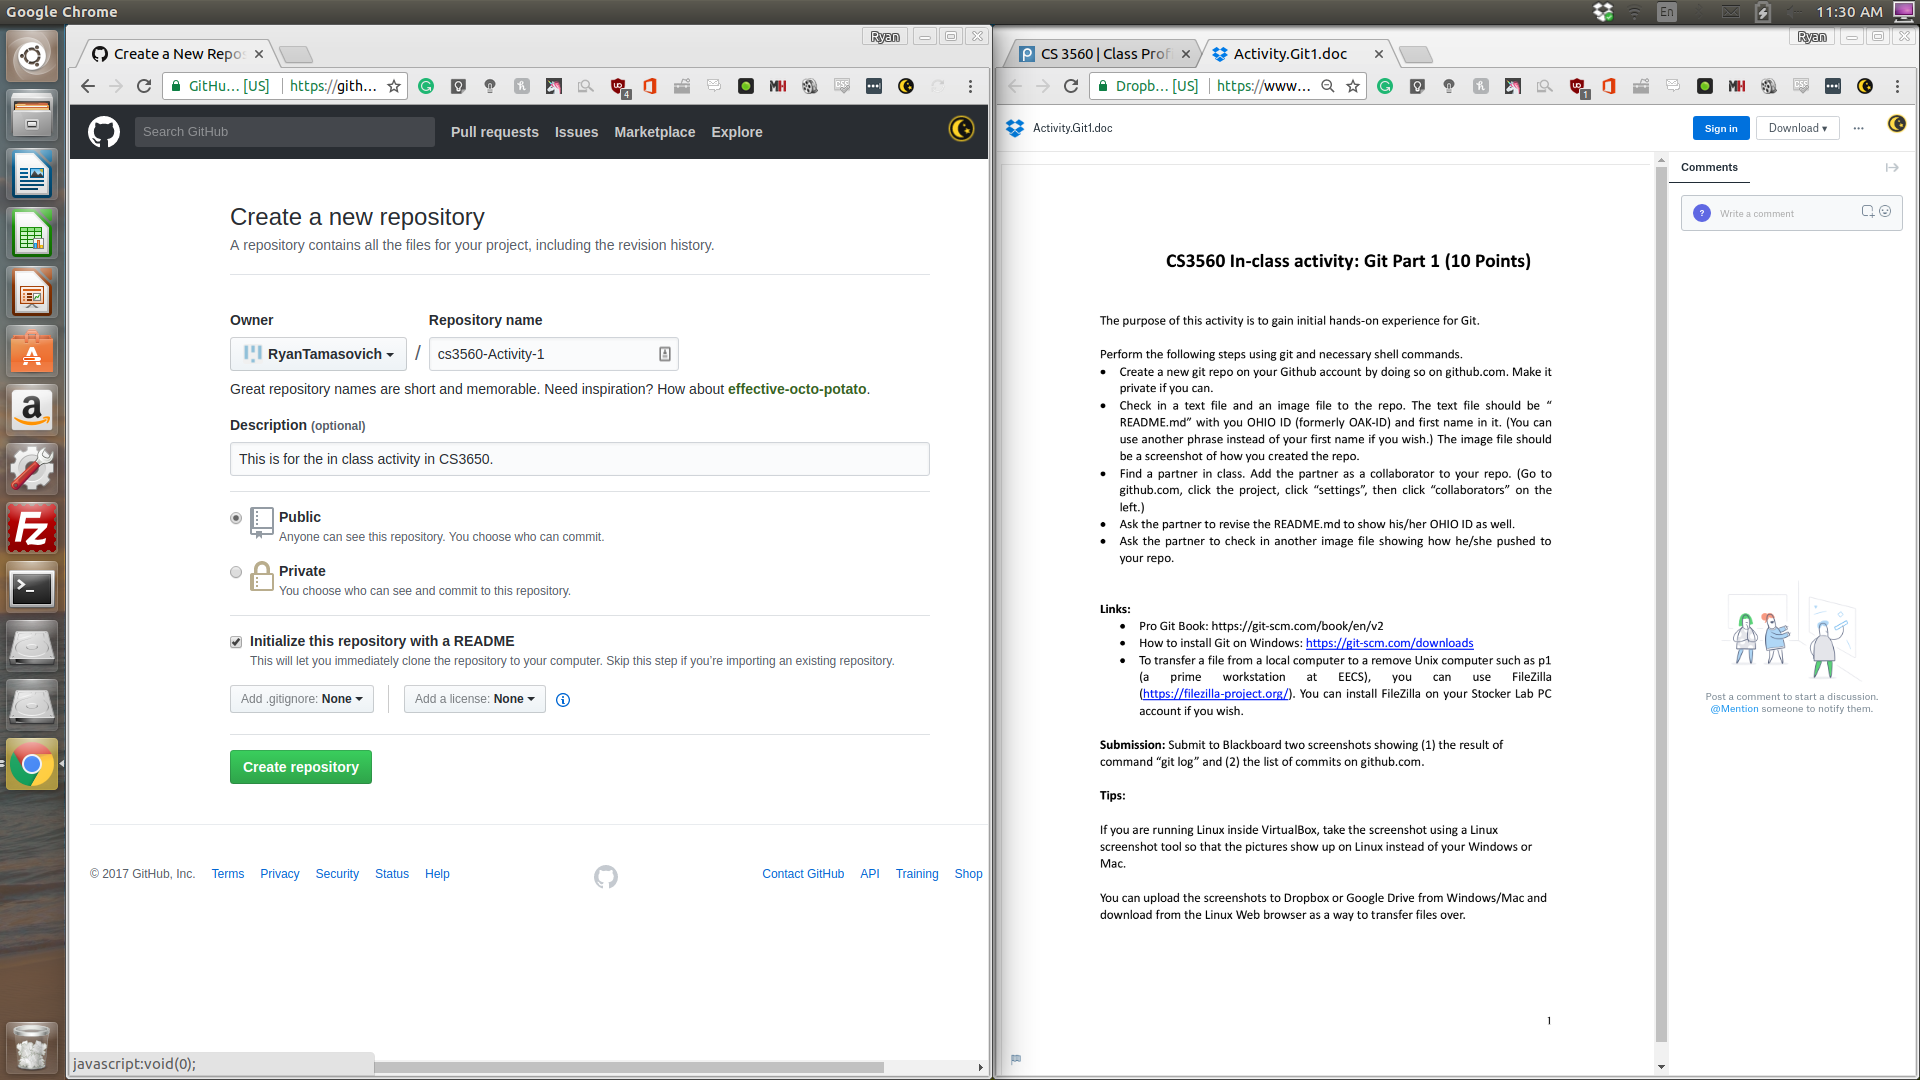 Google Chrome
En
11:30 AM
Ryan
Create a New Repo
GitHu… [US]
https://gith…
4
MH
CSS
Search GitHub
Pull requests
Issues
Marketplace
Explore
Create a new repository
A repository contains all the files for your project, including the revision history.
Owner
Repository name
RyanTamasovich
/
cs3560-Activity-1
Great repository names are short and memorable. Need inspiration? How about effective-octo-potato.
Description (optional)
This is for the in class activity in CS3650.
Public
Anyone can see this repository. You choose who can commit.
Private
You choose who can see and commit to this repository.
Initialize this repository with a README
This will let you immediately clone the repository to your computer. Skip this step if you’re importing an existing repository.
Add .gitignore: None
Add a license: None
Create repository
© 2017 GitHub, Inc.
Terms
Privacy
Security
Status
Help
Contact GitHub
API
Training
Shop
javascript:void(0);
Ryan
CS 3560 | Class Prof
Activity.Git1.doc
Dropb… [US]
https://www…
1
MH
CSS
Activity.Git1.doc
Sign in
Download
Comments
?
Write a comment
Post a comment to start a discussion.
@Mention someone to notify them.
CS3560 In-class activity: Git Part 1 (10 Points)
The purpose of this activity is to gain initial hands-on experience for Git.
Perform the following steps using git and necessary shell commands.
• Create a new git repo on your Github account by doing so on github.com. Make it
private if you can.
• Check in a text file and an image file to the repo. The text file should be “
README.md” with you OHIO ID (formerly OAK-ID) and first name in it. (You can
use another phrase instead of your first name if you wish.) The image file should
be a screenshot of how you created the repo.
• Find a partner in class. Add the partner as a collaborator to your repo. (Go to
github.com, click the project, click “settings”, then click “collaborators” on the
left.)
• Ask the partner to revise the README.md to show his/her OHIO ID as well.
• Ask the partner to check in another image file showing how he/she pushed to
your repo.
Links:
• Pro Git Book: https://git-scm.com/book/en/v2
• How to install Git on Windows: https://git-scm.com/downloads
• To transfer a file from a local computer to a remove Unix computer such as p1
(a prime workstation at EECS), you can use FileZilla
(https://filezilla-project.org/). You can install FileZilla on your Stocker Lab PC
account if you wish.
Submission: Submit to Blackboard two screenshots showing (1) the result of
command “git log” and (2) the list of commits on github.com.
Tips:
If you are running Linux inside VirtualBox, take the screenshot using a Linux
screenshot tool so that the pictures show up on Linux instead of your Windows or
Mac.
You can upload the screenshots to Dropbox or Google Drive from Windows/Mac and
download from the Linux Web browser as a way to transfer files over.
1